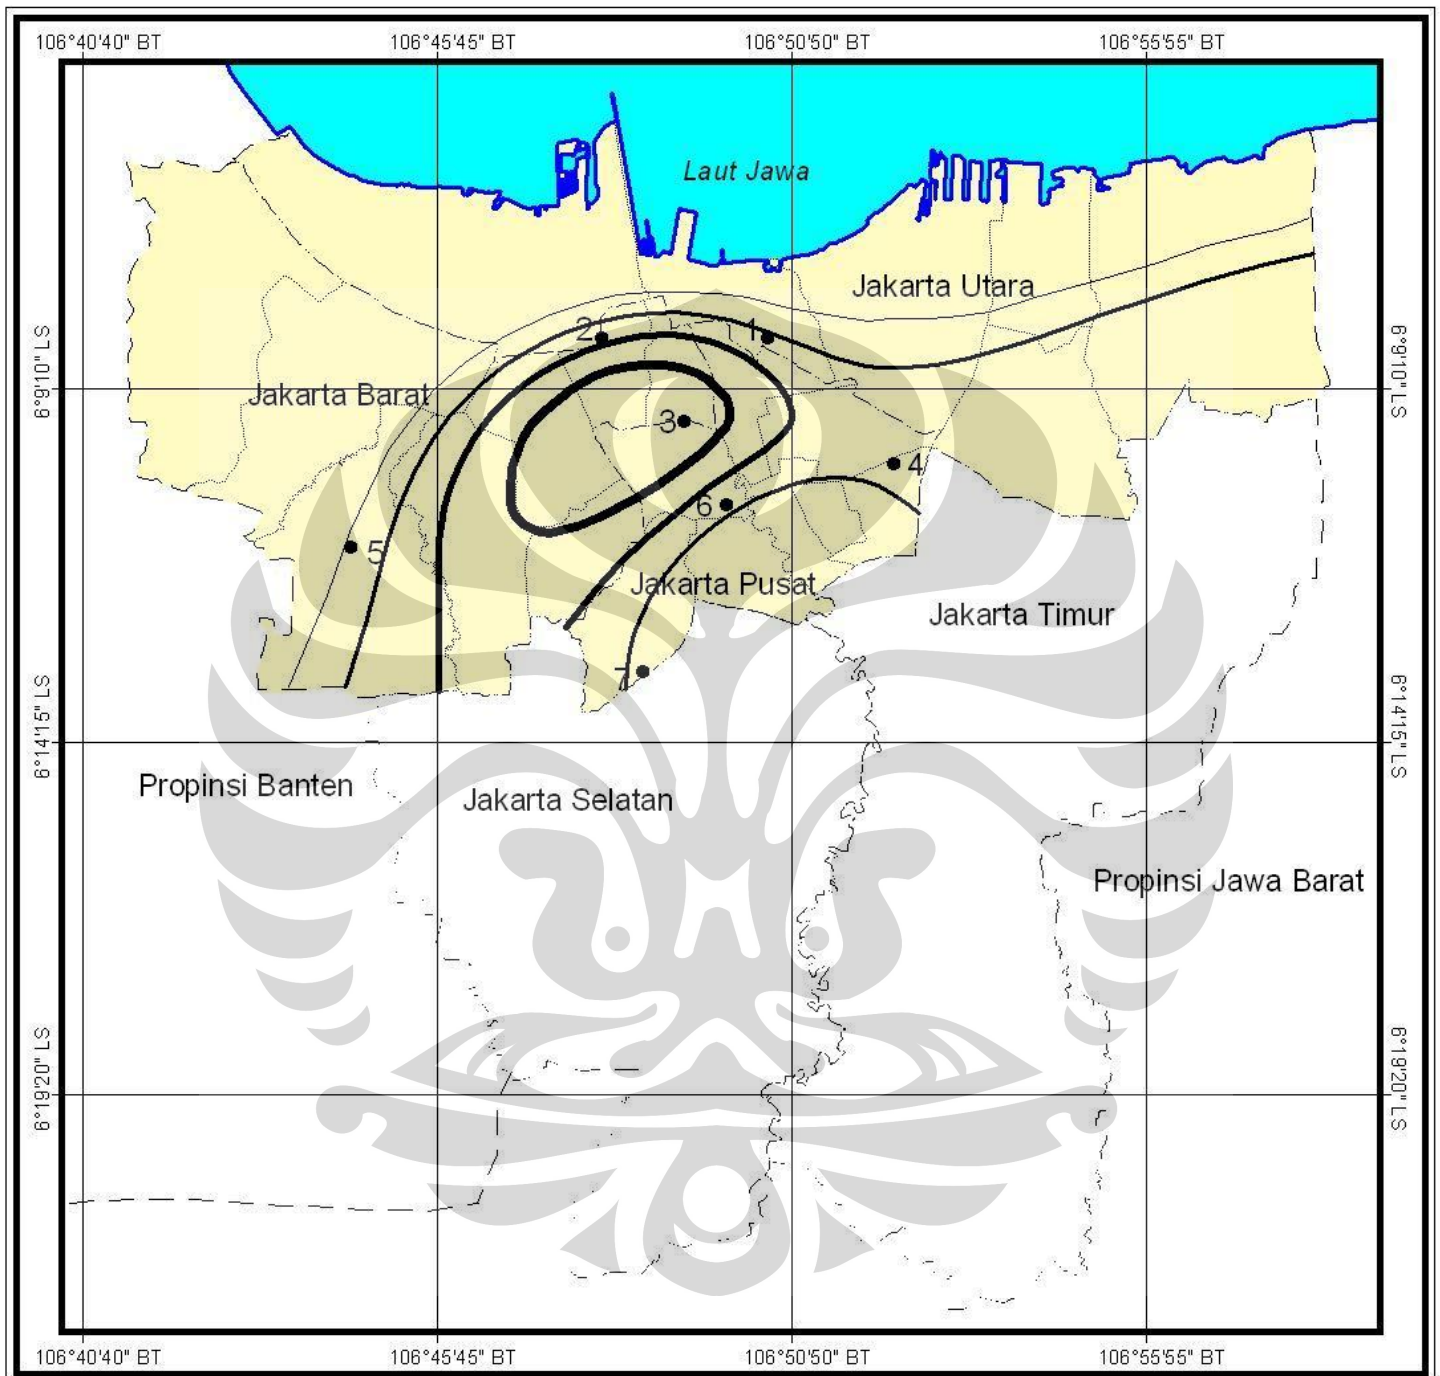 106°40'40" BT 106°45'45" BT 106°50'50" BT 106°55'55" BT
Laut Jawa
Jakarta Utara
2 1
6°9'10" LS 6°9'10" LS
Jakarta Barat
3
4
6
5
Jakarta Pusat
Jakarta Timur
7
6°14'15" LS 6°14'15" LS
Propinsi Banten
Jakarta Selatan
Propinsi Jawa Barat
6°19'20" LS 6°19'20" LS
106°40'40" BT 106°45'45" BT 106°50'50" BT 106°55'55" BT